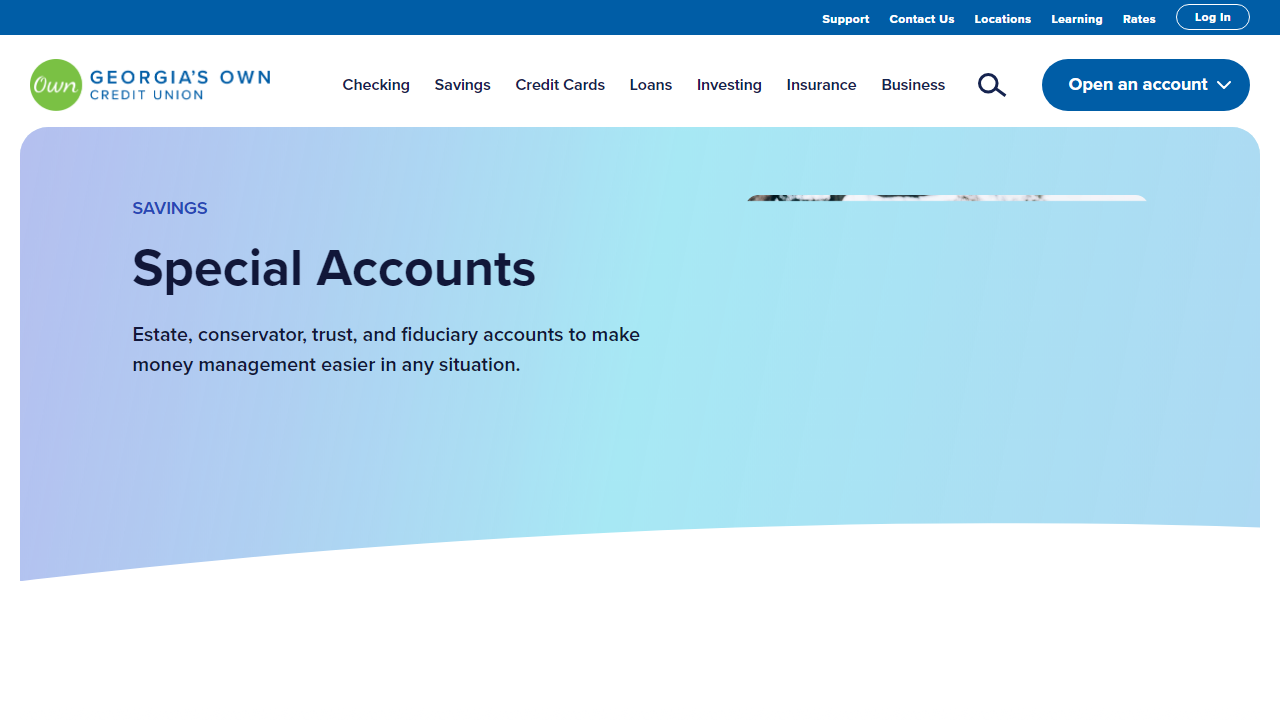 Support Contact Us Locations Learning Rates Log In
Own GEORGIA'S OWN
CREDIT UNION
Checking Savings Credit Cards Loans Investing Insurance Business Open an account
SAVINGS
Special Accounts
Estate, conservator, trust, and fiduciary accounts to make
money management easier in any situation.